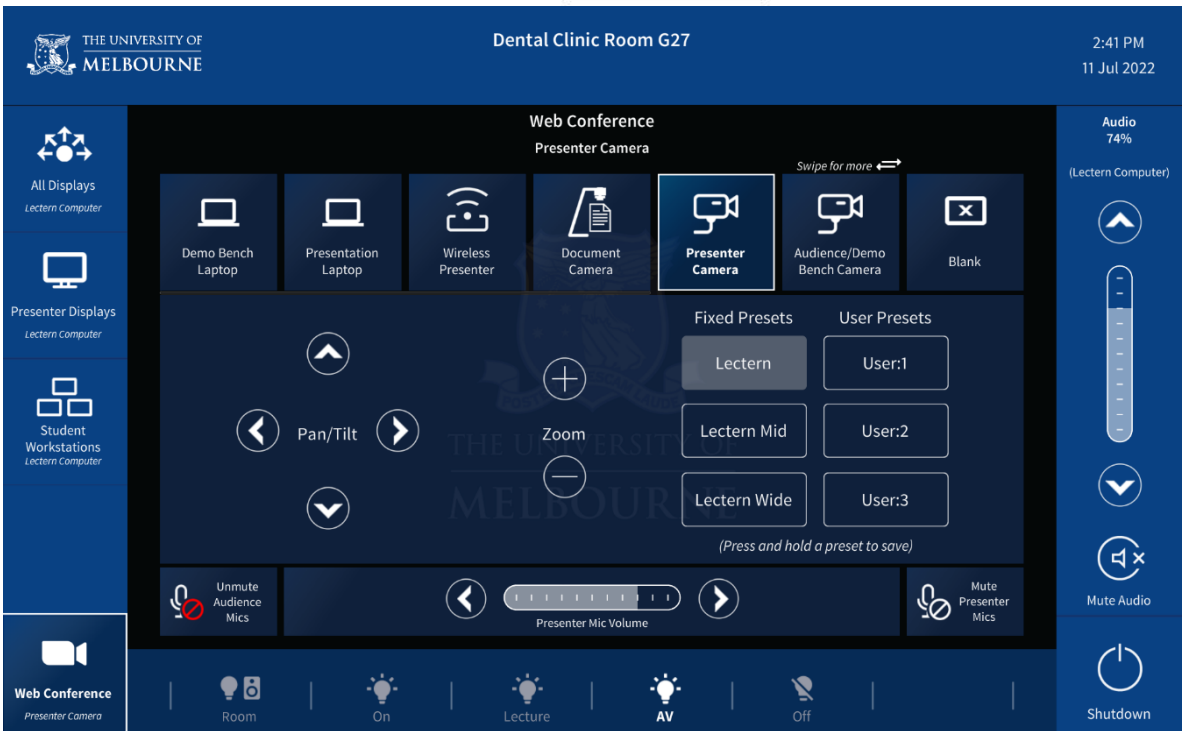 THE UNIVERSITY OF
MELBOURNE
Dental Clinic Room G27
2:41 PM
11 Jul 2022
All Displays
Lectern Computer
Presenter Displays
Lectern Computer
Student
Workstations
Lectern Computer
Web Conference
Presenter Camera
Web Conference
Presenter Camera
Swipe for more
Demo Bench
Laptop
Presentation
Laptop
Wireless
Presenter
Document
Camera
Presenter
Camera
Audience/Demo
Bench Camera
Blank
Pan/Tilt
Zoom
Fixed Presets
User Presets
Lectern
User:1
Lectern Mid
User:2
Lectern Wide
User:3
(Press and hold a preset to save)
THE UNIVERSITY OF
MELBOURNE
Unmute
Audience
Mics
Presenter Mic Volume
Mute
Presenter
Mics
Room
On
Lecture
AV
Off
Audio
74%
(Lectern Computer)
Mute Audio
Shutdown